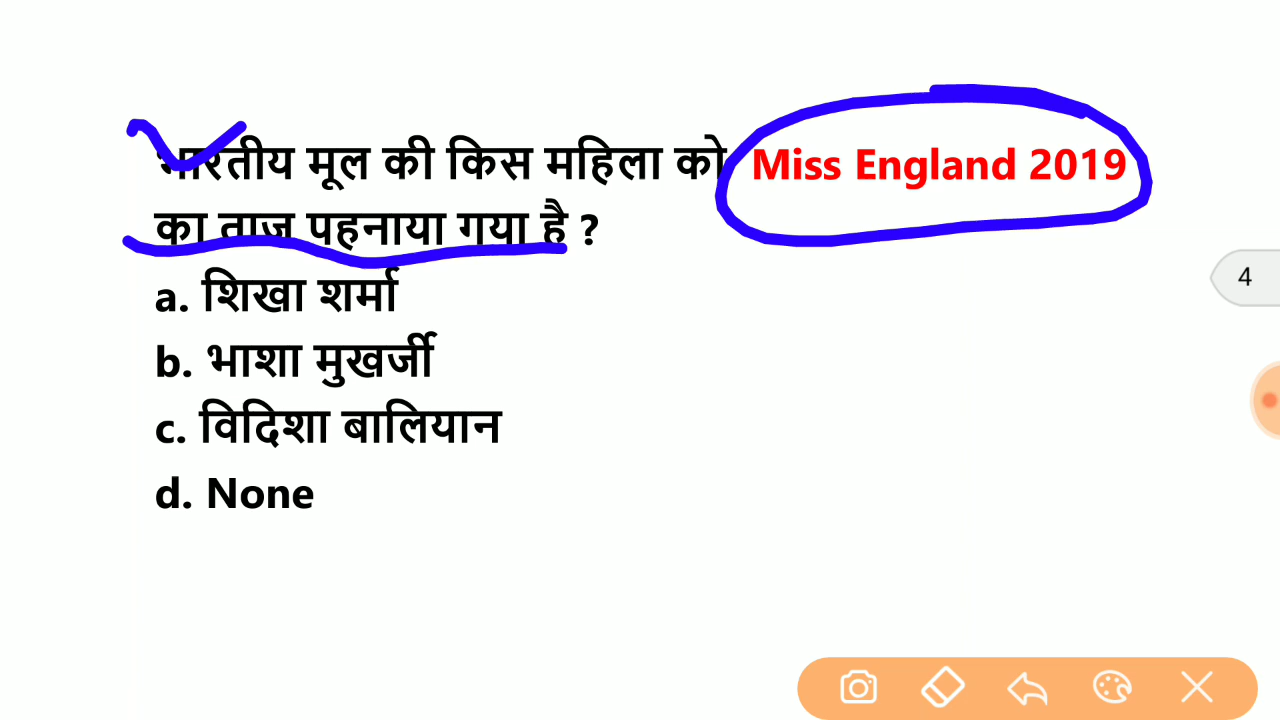 भारतीय मूल की किस महिला को Miss England 2019
का ताज पहनाया गया है ?
a. शिखा शर्मा
b. भाशा मुखर्जी
c. विदिशा बालियान
d. None
4